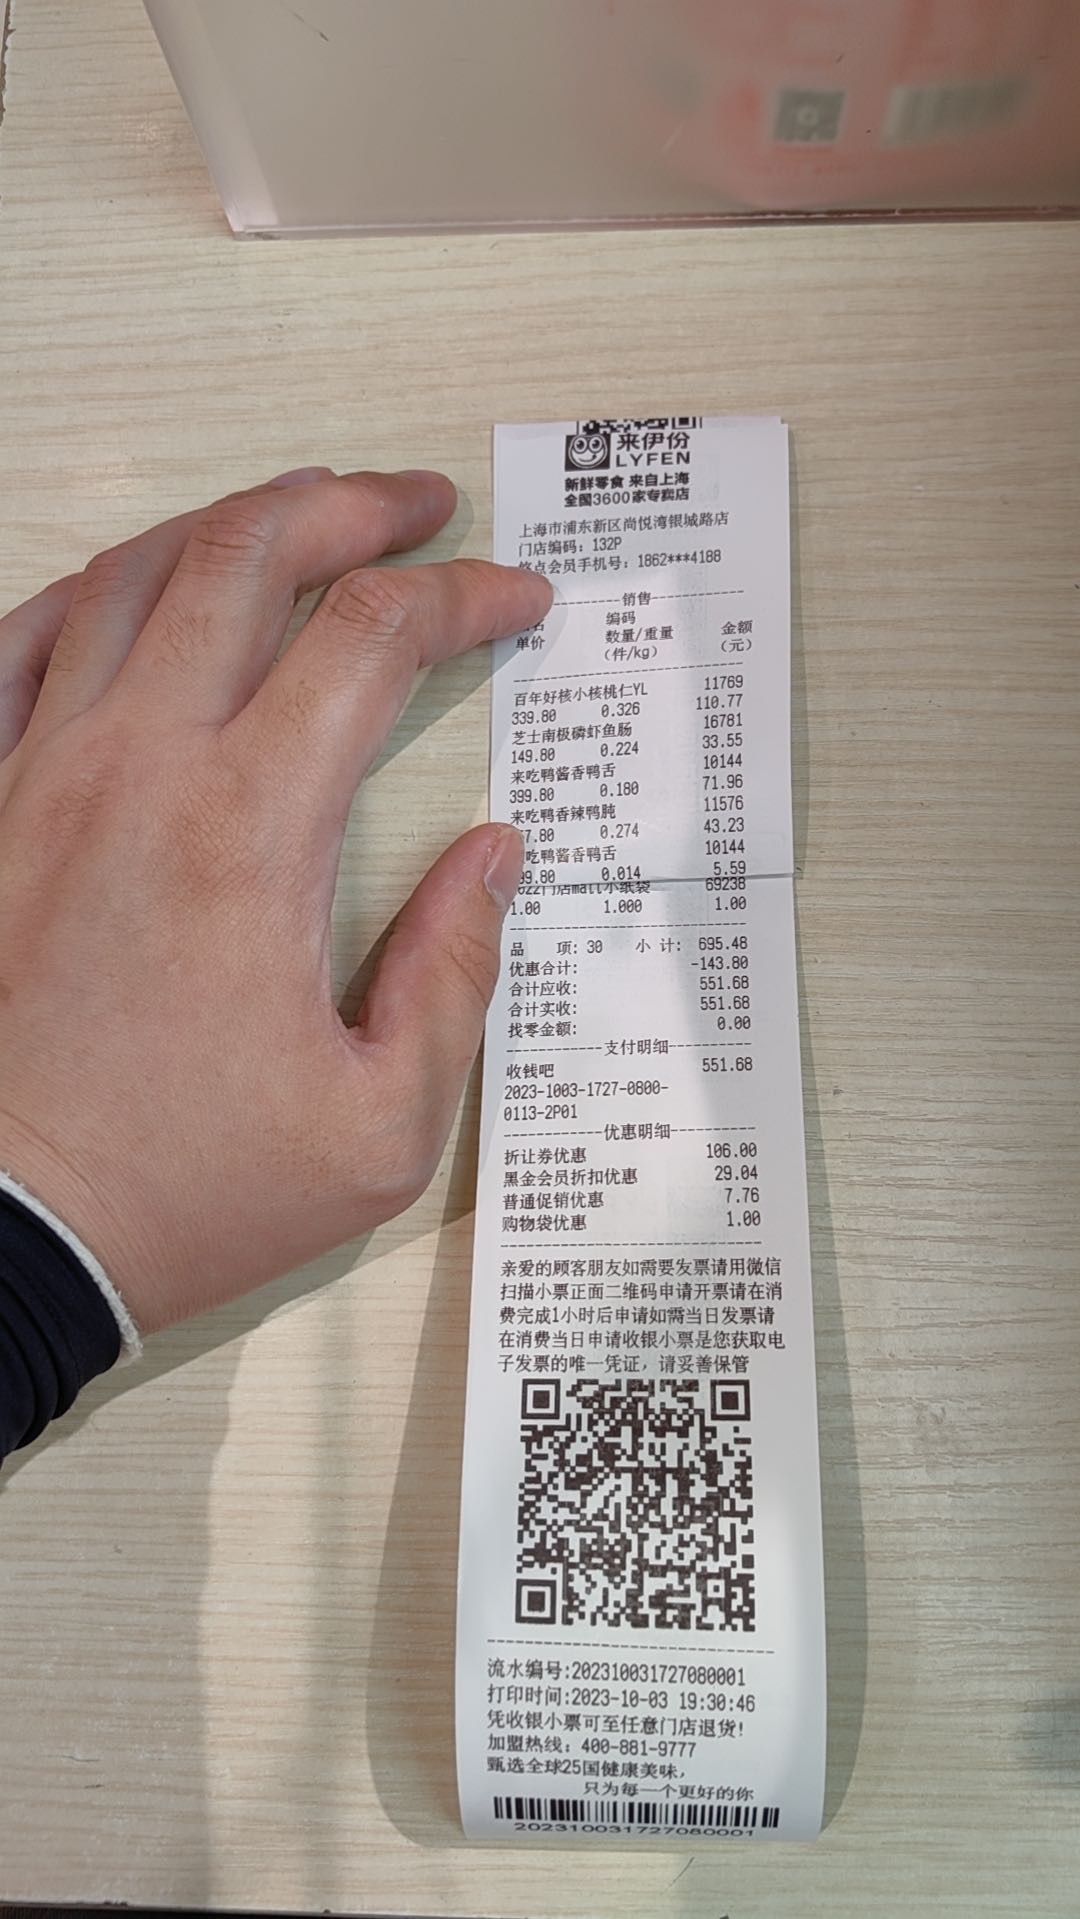 来伊份
LYFEN
新鲜零食 来自上海
全国3600家专卖店
上海市浦东新区尚悦湾银城路店
门店编码：132P
点会员手机号：1862***4188
销售
编码
单价 数量/重量 金额
(件/kg) (元)
百年好核小核桃仁YL 11769
339.80 0.326 110.77
芝士南极磷虾鱼肠 16781
149.80 0.224 33.55
来吃鸭酱香鸭舌 10144
399.80 0.180 71.96
来吃鸭香辣鸭肫 11576
7.80 0.274 43.23
吃鸭酱香鸭舌 10144
99.80 0.014 5.59
门店mall小纸袋 69238
1.00 1.000 1.00
品 项: 30 小 计: 695.48
优惠合计: -143.80
合计应收: 551.68
合计实收: 551.68
找零金额: 0.00
支付明细
收钱吧 551.68
2023-1003-1727-0800-
0113-2P01
优惠明细
折让券优惠 106.00
黑金会员折扣优惠 29.04
普通促销优惠 7.76
购物袋优惠 1.00
亲爱的顾客朋友如需要发票请用微信
扫描小票正面二维码申请开票请在消
费完成1小时后申请如需当日发票请
在消费当日申请收银小票是您获取电
子发票的唯一凭证，请妥善保管
流水编号:202310031727080001
打印时间:2023-10-03 19:30:46
凭收银小票可至任意门店退货!
加盟热线：400-881-9777
甄选全球25国健康美味，
只为每一个更好的你
202310031727080001